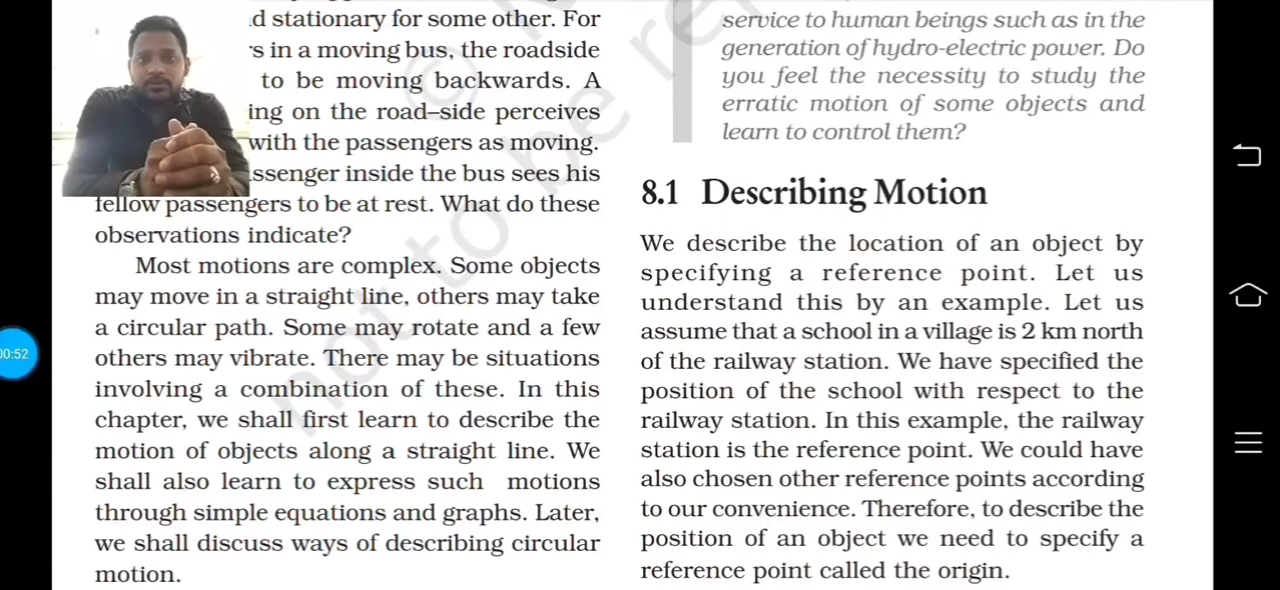 d stationary for some other. For
s in a moving bus, the roadside
to be moving backwards. A
ing on the road–side perceives
with the passengers as moving.
ssenger inside the bus sees his
fellow passengers to be at rest. What do these
observations indicate?
Most motions are complex. Some objects
may move in a straight line, others may take
a circular path. Some may rotate and a few
others may vibrate. There may be situations
involving a combination of these. In this
chapter, we shall first learn to describe the
motion of objects along a straight line. We
shall also learn to express such motions
through simple equations and graphs. Later,
we shall discuss ways of describing circular
motion.
service to human beings such as in the
generation of hydro-electric power. Do
you feel the necessity to study the
erratic motion of some objects and
learn to control them?
8.1 Describing Motion
We describe the location of an object by
specifying a reference point. Let us
understand this by an example. Let us
assume that a school in a village is 2 km north
of the railway station. We have specified the
position of the school with respect to the
railway station. In this example, the railway
station is the reference point. We could have
also chosen other reference points according
to our convenience. Therefore, to describe the
position of an object we need to specify a
reference point called the origin.
00:52
not to be re